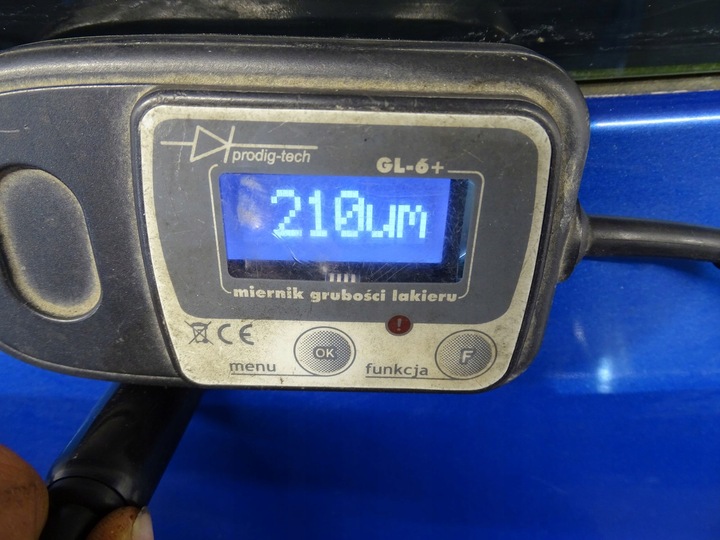 prodig-tech
GL-6+
210um
miernik grubości lakieru
CE
!
OK
F
menu
funkcja